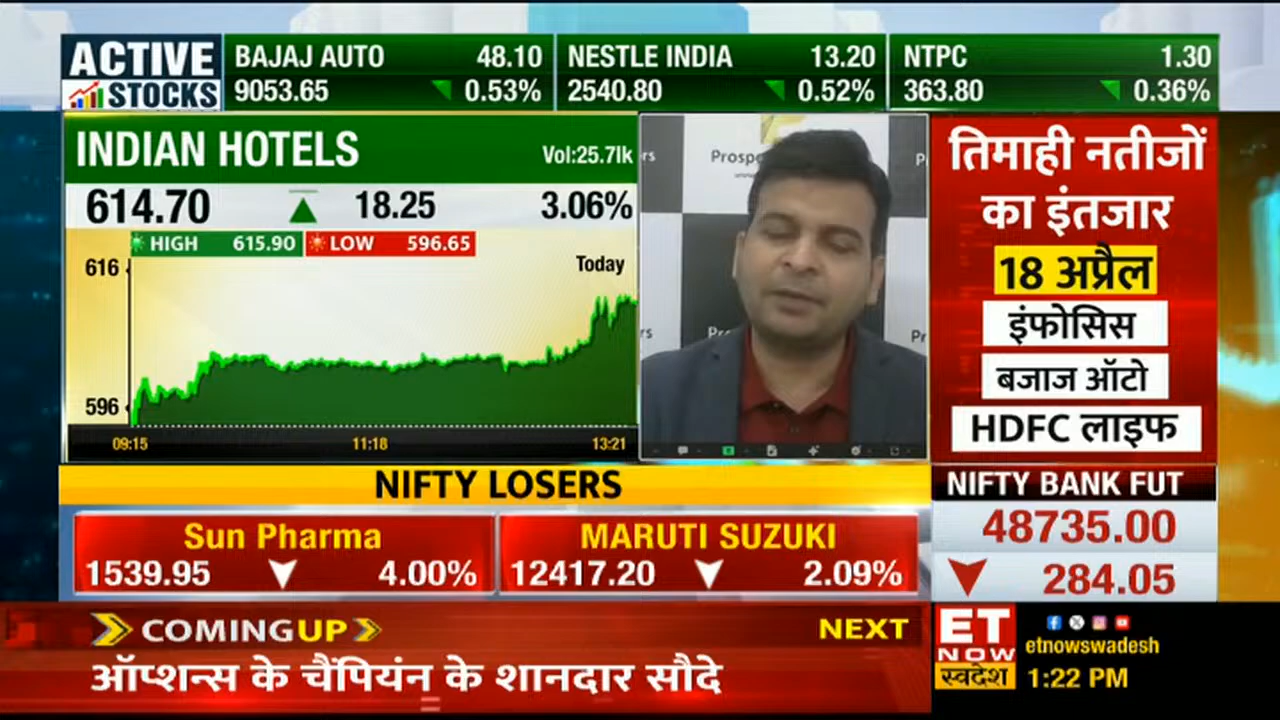 ACTIVE
STOCKS
BAJAJ AUTO 48.10
9053.65 0.53%
NESTLE INDIA 13.20
2540.80 0.52%
NTPC 1.30
363.80 0.36%
INDIAN HOTELS Vol:25.7lk
614.70 18.25 3.06%
HIGH 615.90 LOW 596.65
616
Today
596
09:15 11:18 13:21
तिमाही नतीजों
का इंतजार
18 अप्रैल
इंफोसिस
बजाज ऑटो
HDFC लाइफ
NIFTY LOSERS
Sun Pharma
1539.95 4.00%
MARUTI SUZUKI
12417.20 2.09%
NIFTY BANK FUT
48735.00
284.05
COMING UP NEXT
ऑप्शन्स के चैंपियंन के शानदार सौदे
ET
NOW
स्वदेश
etnowswadesh
1:22 PM